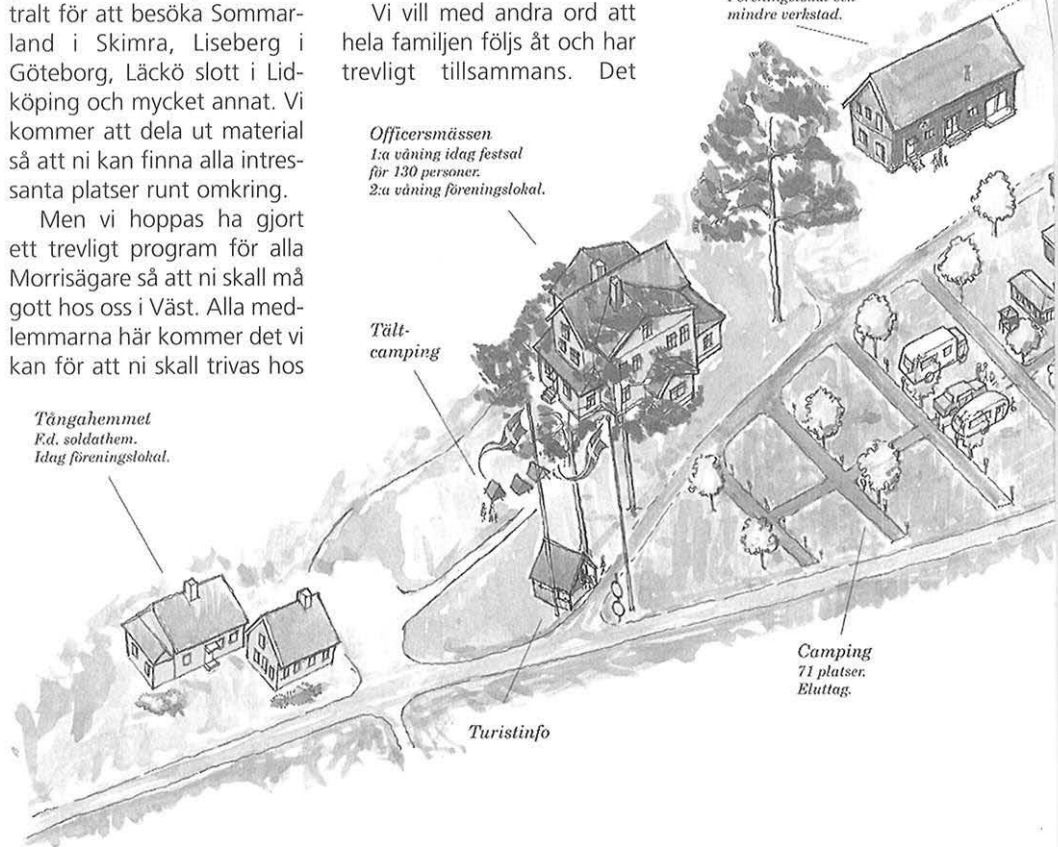 tralt för att besöka Sommar-
land i Skimra, Liseberg i
Göteborg, Läckö slott i Lid-
köping och mycket annat. Vi
kommer att dela ut material
så att ni kan finna alla intres-
santa platser runt omkring.
Men vi hoppas ha gjort
ett trevligt program för alla
Morrisägare så att ni skall må
gott hos oss i Väst. Alla med-
lemmarna här kommer det vi
kan för att ni skall trivas hos
Vi vill med andra ord att
hela familjen följs åt och har
trevligt tillsammans. Det
mindre verkstad.
Officersmässen
1:a våning idag festsal
för 130 personer.
2:a våning föreningslokal.
Tält-
camping
Tångahemmet
F.d. soldathem.
Idag föreningslokal.
Camping
71 platser.
Eluttag.
Turistinfo